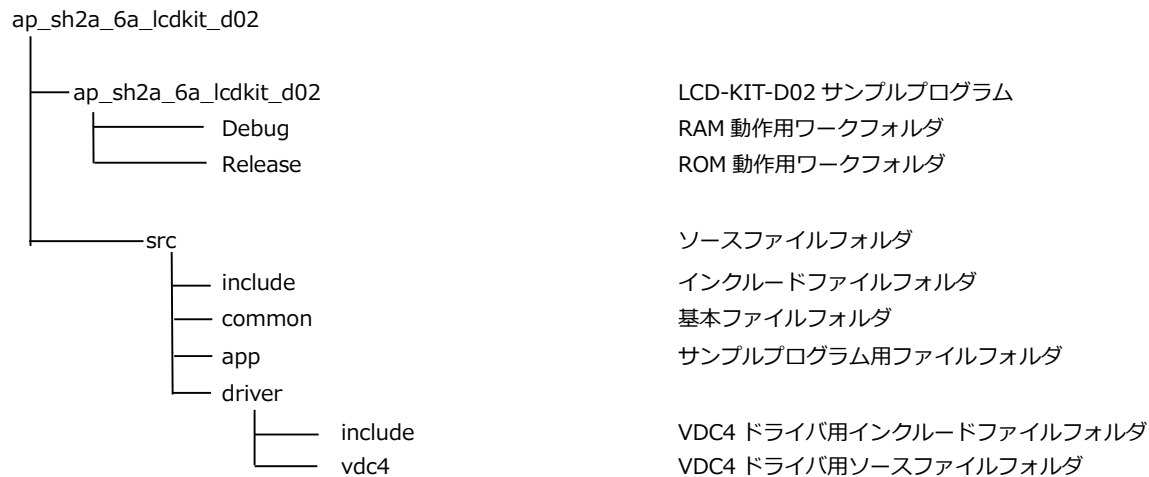 ap_sh2a_6a_lcdkit_d02
ap_sh2a_6a_lcdkit_d02 LCD-KIT-D02 サンプルプログラム
Debug RAM 動作用ワークフォルダ
Release ROM 動作用ワークフォルダ
src ソースファイルフォルダ
include インクルードファイルフォルダ
common 基本ファイルフォルダ
app サンプルプログラム用ファイルフォルダ
driver
include VDC4 ドライバ用インクルードファイルフォルダ
vdc4 VDC4 ドライバ用ソースファイルフォルダ